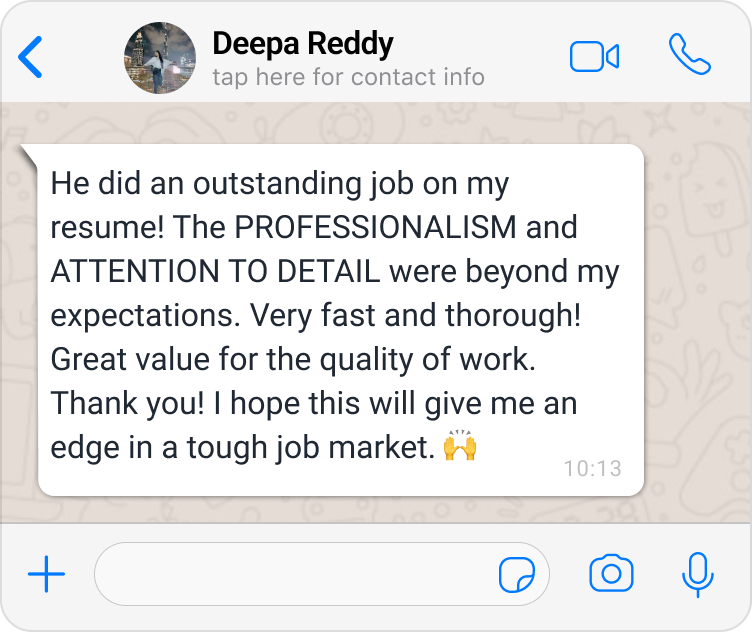 Deepa Reddy
tap here for contact info
He did an outstanding job on my
resume! The PROFESSIONALISM and
ATTENTION TO DETAIL were beyond my
expectations. Very fast and thorough!
Great value for the quality of work.
Thank you! I hope this will give me an
edge in a tough job market. 🙌
10:13